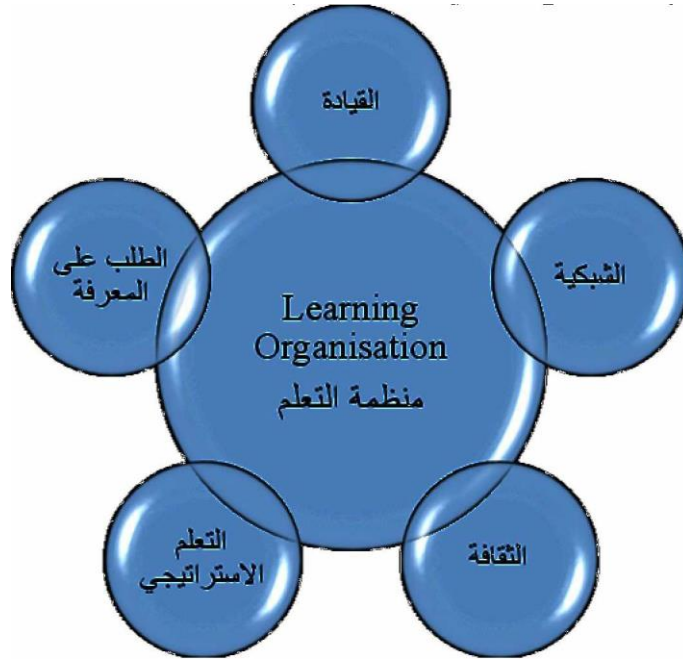 القيادة
الشبكية
الثقافة
التعلم
الاستراتيجي
الطلب على
المعرفة
Learning
Organisation
منظمة التعلم